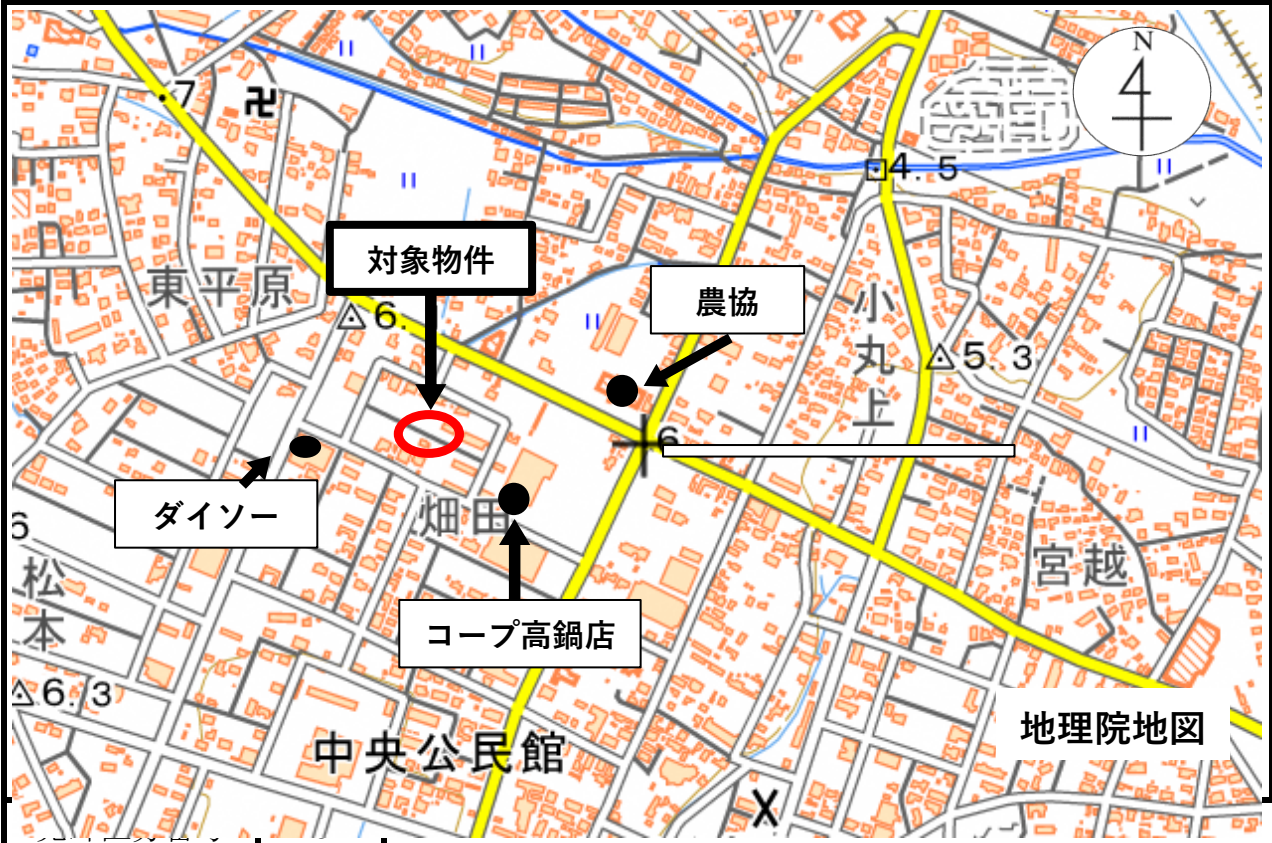 N
7
4.5
対象物件
農協
東平原
小丸上
6.
5.3
6
ダイソー
畑田
6
宮越
松本
コープ高鍋店
6.3
地理院地図
中央公民館